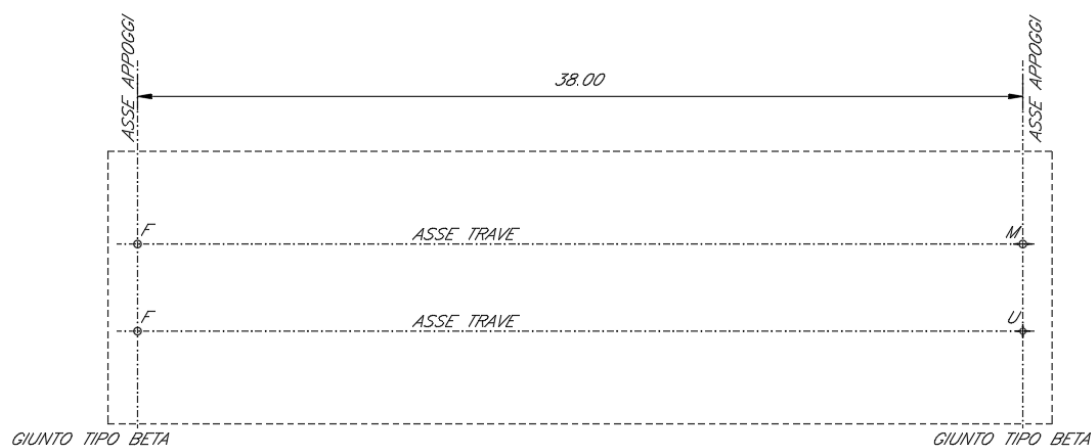 ASSE APPOGGI
ASSE APPOGGI
38.00
F
ASSE TRAVE
M
F
ASSE TRAVE
U
GIUNTO TIPO BETA
GIUNTO TIPO BETA